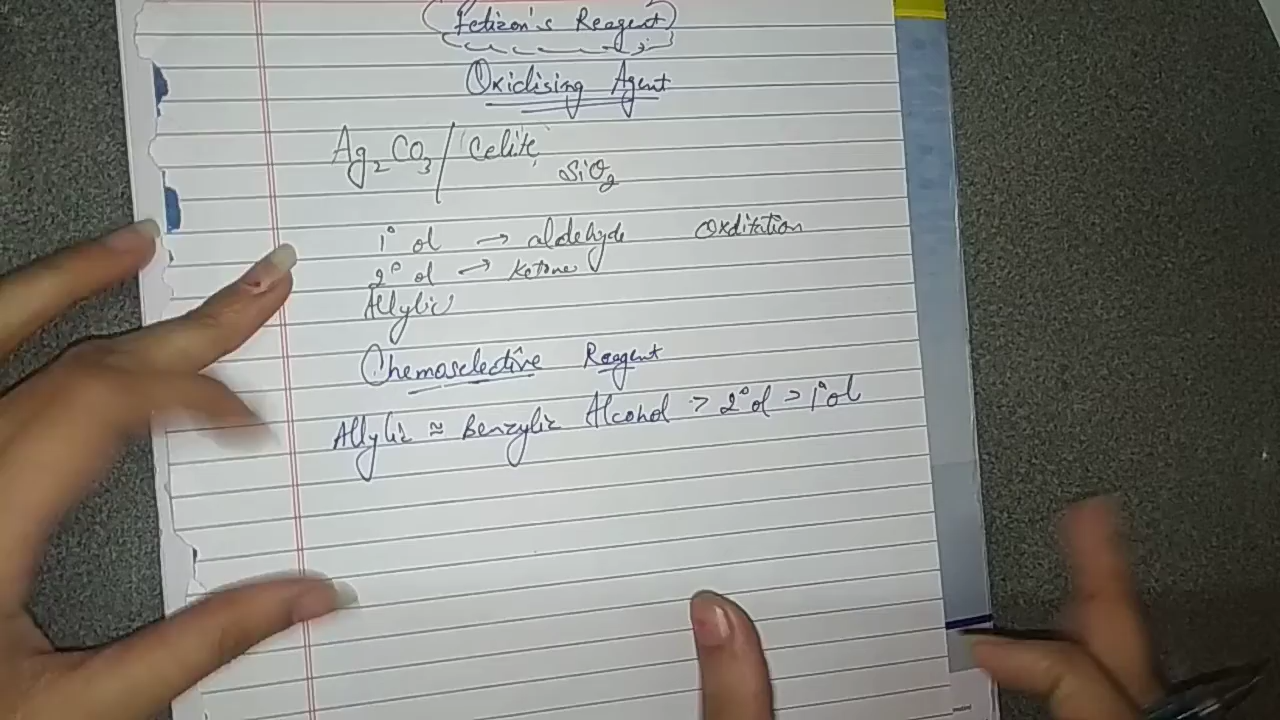 Fetizon's Reagent
Oxidising Agent
Ag₂CO₃/Celite
SiO₂
1° ol → aldehyde Oxditation
2° ol → Ketone
Allylic
Chemoselective Reagent
Allylic ≈ Benzylic Alcohol > 2° ol > 1° ol